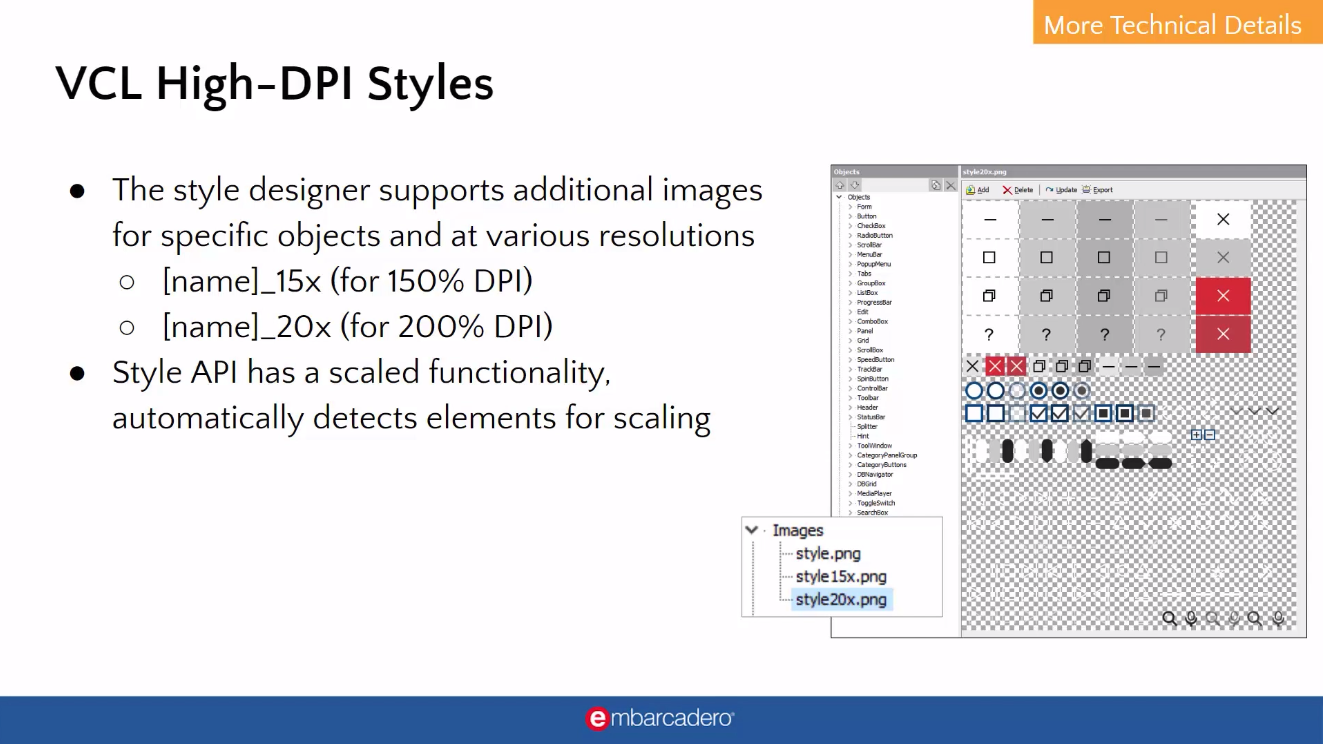 More Technical Details
VCL High-DPI Styles
● The style designer supports additional images
for specific objects and at various resolutions
○ [name]_15x (for 150% DPI)
○ [name]_20x (for 200% DPI)
● Style API has a scaled functionality,
automatically detects elements for scaling
Objects
Objects
Form
Button
CheckBox
RadioButton
ScrollBar
MenuBar
PopupMenu
Tabs
GroupBox
ListBox
ProgressBar
Edit
ComboBox
Panel
Grid
ScrollBox
SpeedButton
TrackBar
SpinButton
ControlBar
Toolbar
Header
StatusBar
Splitter
Hint
ToolWindow
CategoryPanelGroup
CategoryButtons
DBNavigator
DBGrid
MediaPlayer
ToggleSwitch
SearchBox
style20x.png
Add Delete Update Export
? ? ? ?
Images
style.png
style15x.png
style20x.png
embarcadero